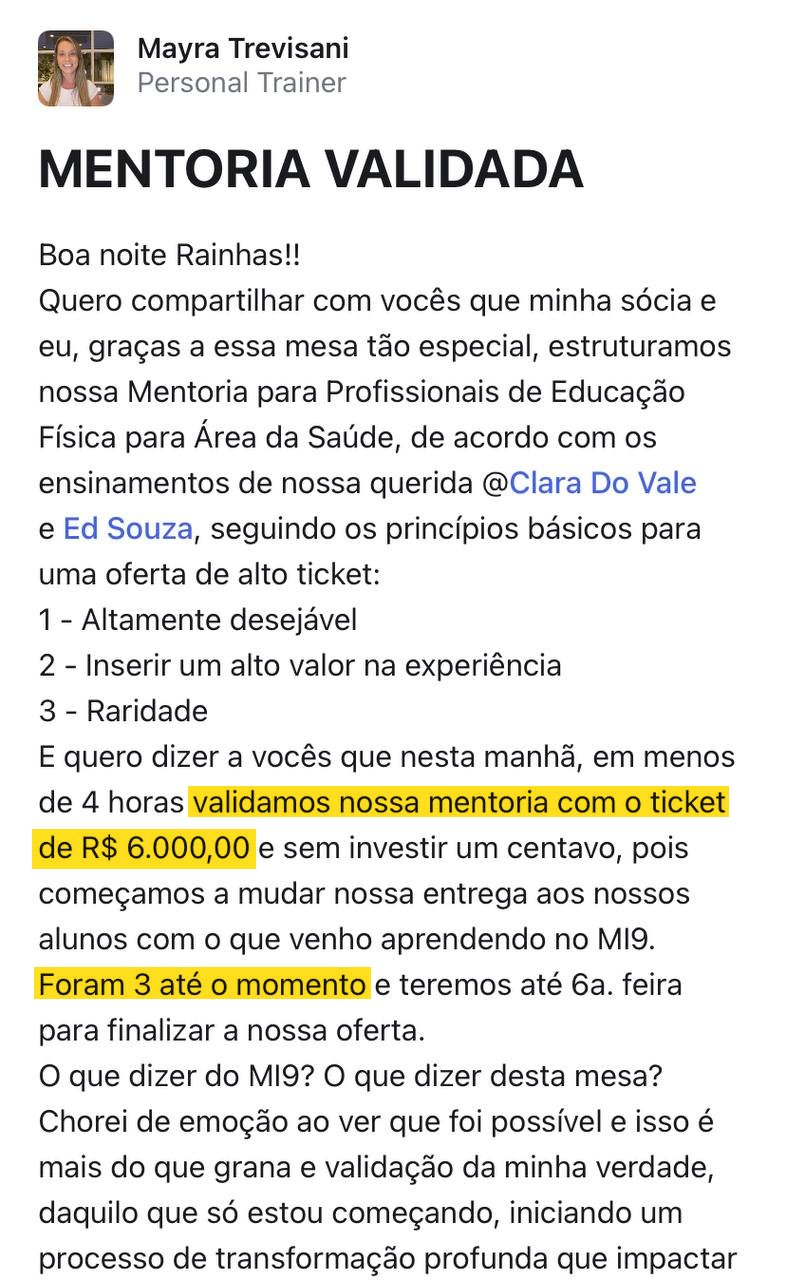 Mayra Trevisani
Personal Trainer
MENTORIA VALIDADA
Boa noite Rainhas!!
Quero compartilhar com vocês que minha sócia e
eu, graças a essa mesa tão especial, estruturamos
nossa Mentoria para Profissionais de Educação
Física para Área da Saúde, de acordo com os
ensinamentos de nossa querida @Clara Do Vale
e Ed Souza, seguindo os princípios básicos para
uma oferta de alto ticket:
1 - Altamente desejável
2 - Inserir um alto valor na experiência
3 - Raridade
E quero dizer a vocês que nesta manhã, em menos
de 4 horas validamos nossa mentoria com o ticket
de R$ 6.000,00 e sem investir um centavo, pois
começamos a mudar nossa entrega aos nossos
alunos com o que venho aprendendo no MI9.
Foram 3 até o momento e teremos até 6a. feira
para finalizar a nossa oferta.
O que dizer do MI9? O que dizer desta mesa?
Chorei de emoção ao ver que foi possível e isso é
mais do que grana e validação da minha verdade,
daquilo que só estou começando, iniciando um
processo de transformação profunda que impactar